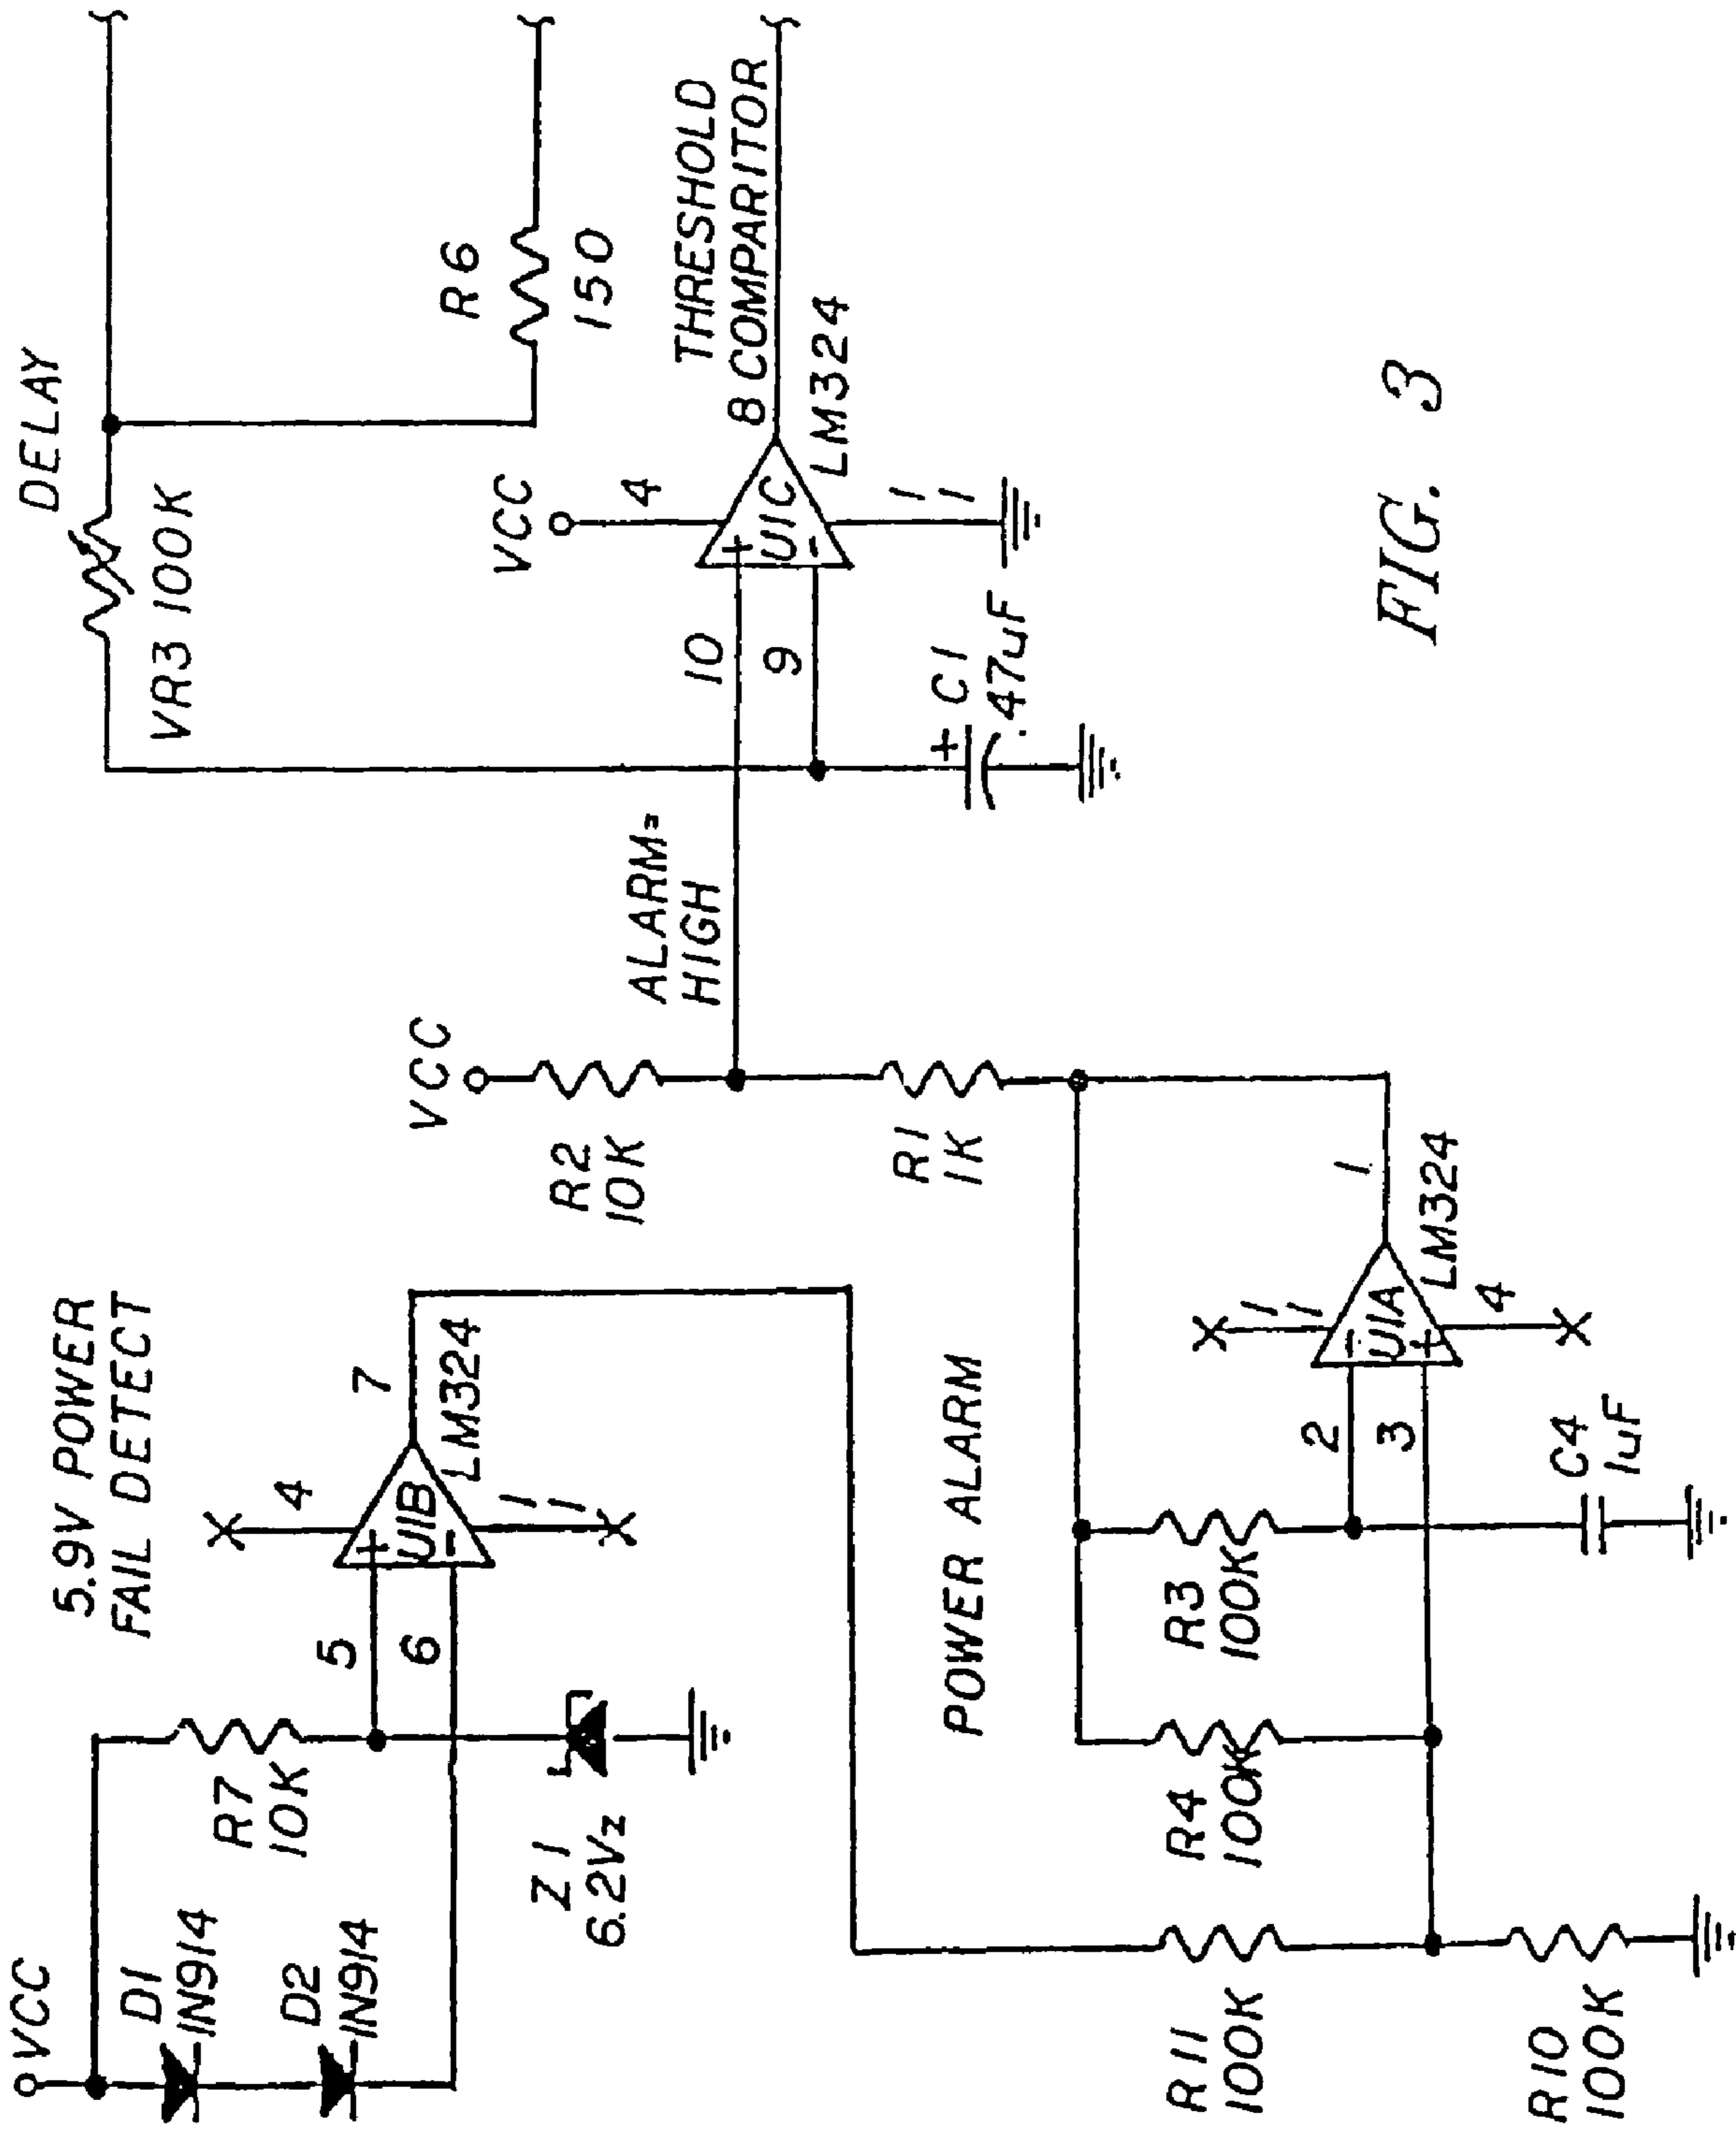 VCC
D1
IN914
D2
IN914
R7
10K
Z1
6.2Vz
5.9V POWER
FAIL DETECT
5
6
+
U1B
-
4
11
7
LM324
R11
100K
R10
100K
R4
100K
R3
100K
POWER ALARM
2
3
-
U1A
+
11
4
1
LM324
C4
1uF
VCC
R2
10K
R1
1K
ALARM=
HIGH
DELAY
VR3 100K
R6
150
VCC
4
10
9
+
U1C
-
11
8
THRESHOLD
COMPARITOR
LM324
+
C1
.47uF
FIG. 3